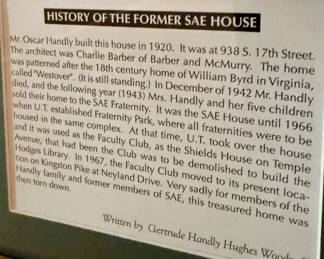 HISTORY OF THE FORMER SAE HOUSE
Mr. Oscar Handly built this house in 1920. It was at 938 S. 17th Street.
The architect was Charlie Barber of Barber and McMurry. The home
was patterned after the 18th century home of William Byrd in Virginia,
called "Westover". (It is still standing.) In December of 1942 Mr. Handly
died, and the following year (1943) Mrs. Handly and her five children
sold their home to the SAE Fraternity. It was the SAE House until 1966
when U.T. established Fraternity Park, where all fraternities were to be
housed in the same complex. At that time, U.T. took over the house
and it was used as the Faculty Club, as the Shields House on Temple
Avenue, that had been the Club was to be demolished to build the
Hodges Library. In 1967, the Faculty Club moved to its present loca-
tion on Kingston Pike at Neyland Drive. Very sadly for members of the
Handly family and former members of SAE, this treasured home was
then torn down.
Written by Gertrude Handly Hughes